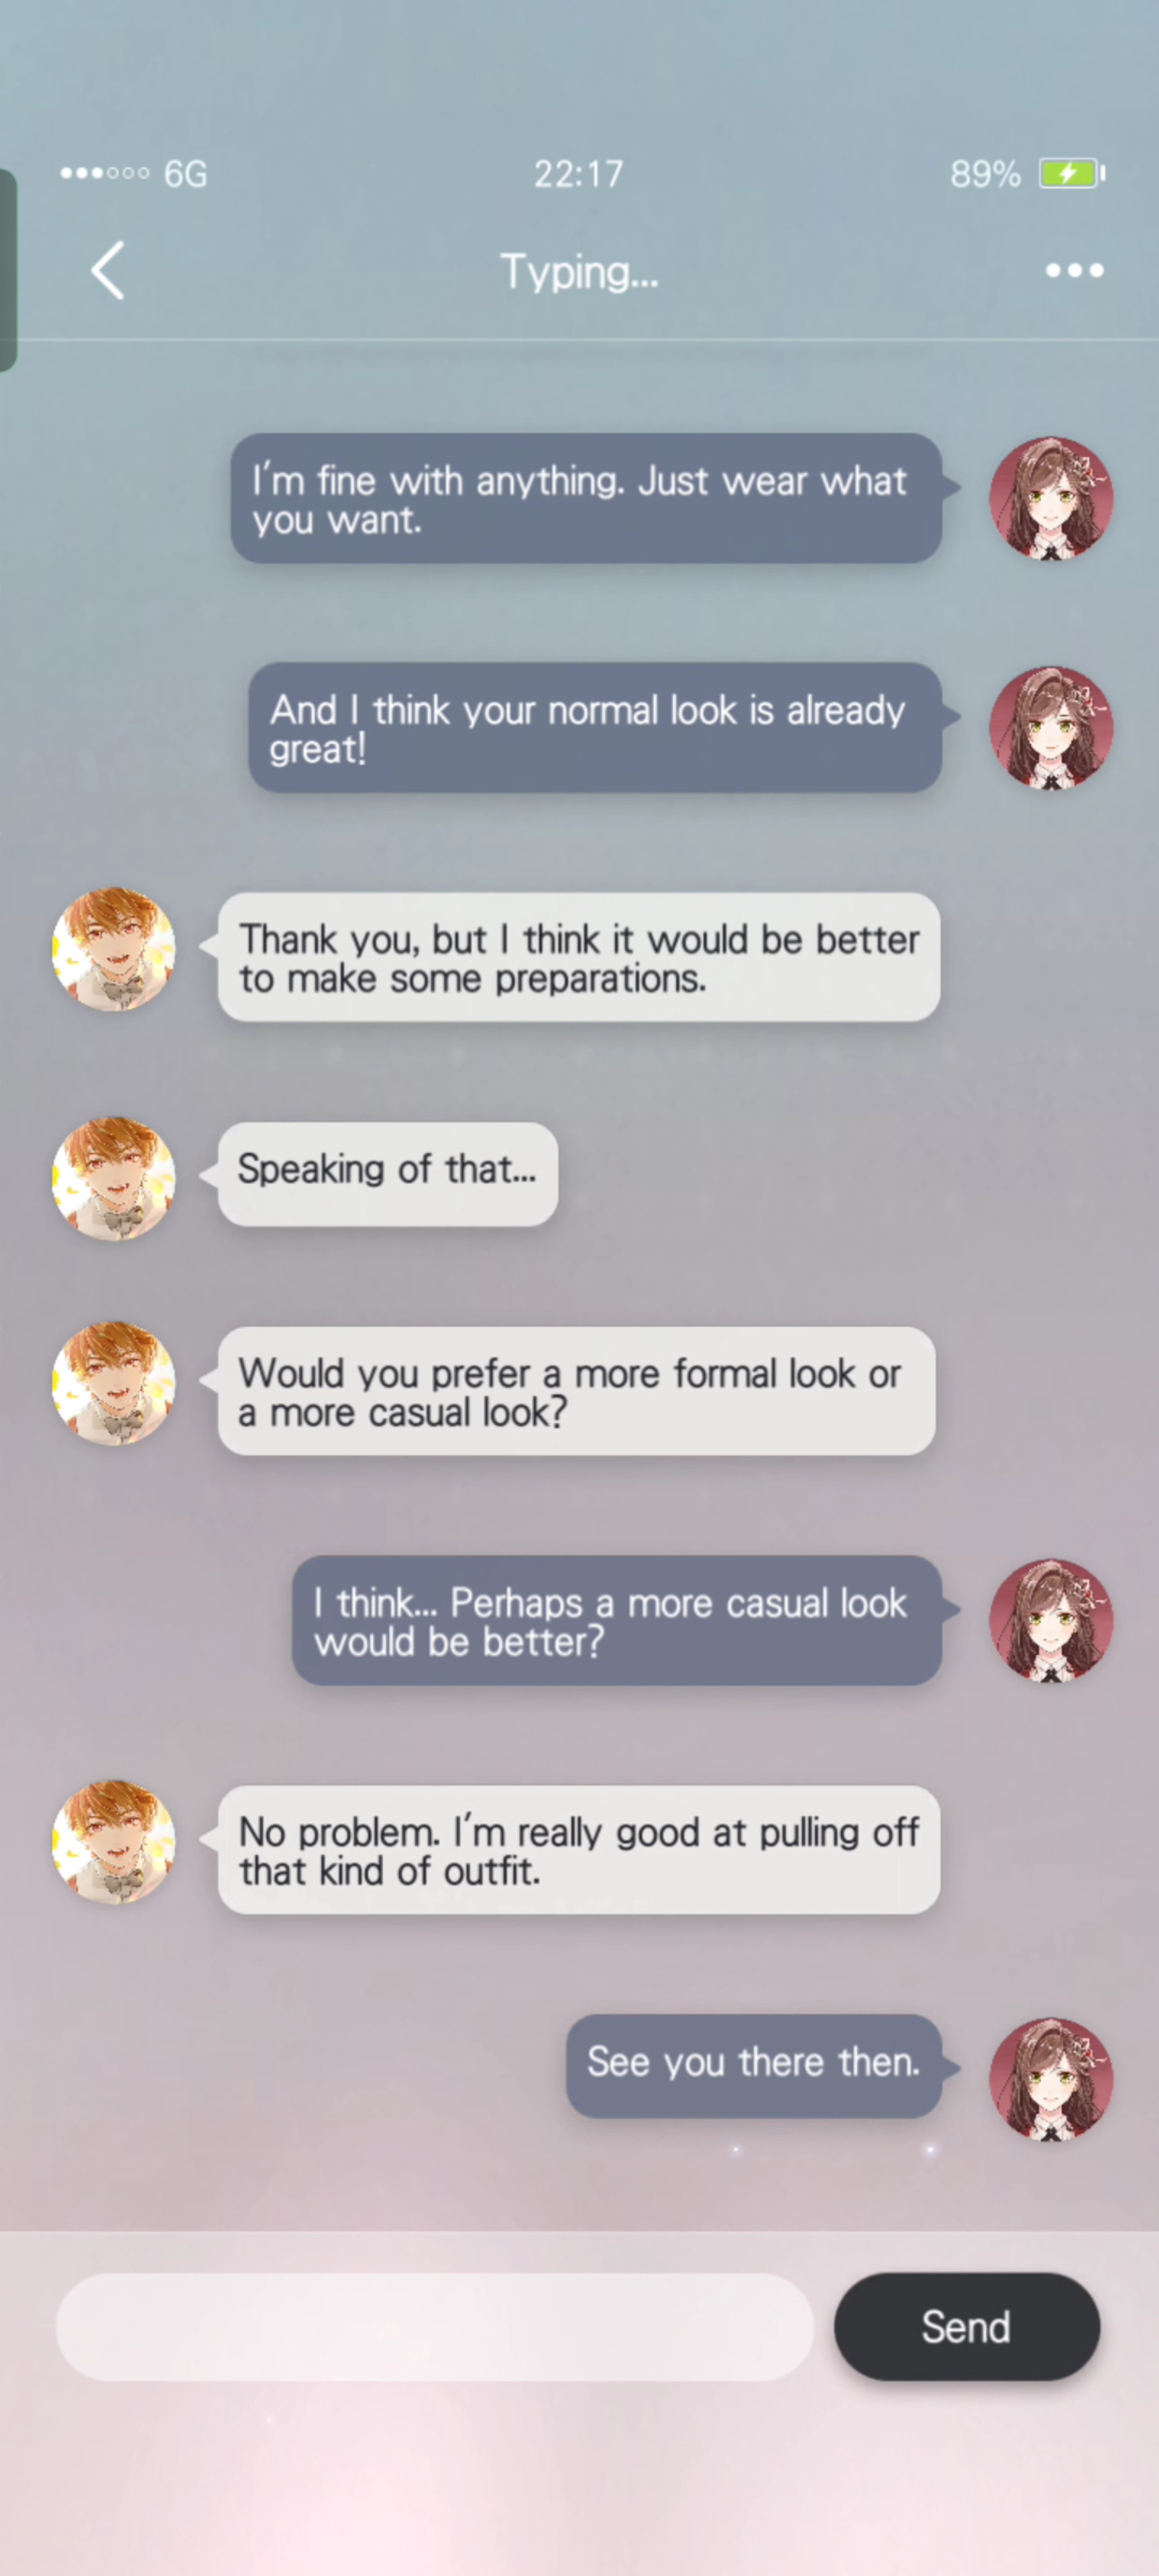 6G 22:17 89%
Typing...
I'm fine with anything. Just wear what
you want.
And I think your normal look is already
great!
Thank you, but I think it would be better
to make some preparations.
Speaking of that...
Would you prefer a more formal look or
a more casual look?
I think... Perhaps a more casual look
would be better?
No problem. I'm really good at pulling off
that kind of outfit.
See you there then.
Send